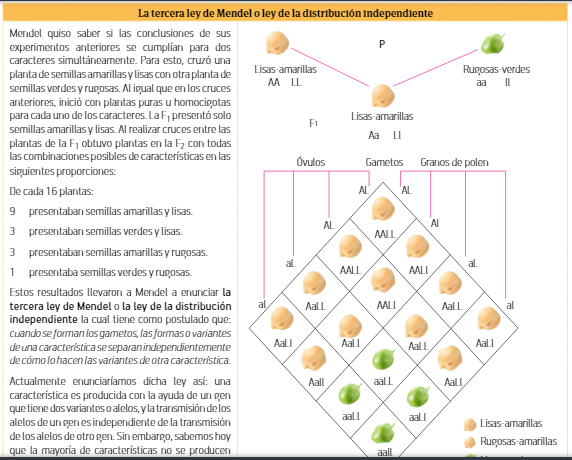 La tercera ley de Mendel o ley de la distribución independiente
Mendel quiso saber si las conclusiones de sus
experimentos anteriores se cumplían para dos
caracteres simultáneamente. Para esto, cruzó una
planta de semillas amarillas y lisas con otra planta de
semillas verdes y rugosas. Al igual que en los cruces
anteriores, inició con plantas puras u homocigotas
para cada uno de los caracteres. La F1 presentó solo
semillas amarillas y lisas. Al realizar cruces entre las
plantas de la F1 obtuvo plantas en la F2 con todas
las combinaciones posibles de características en las
siguientes proporciones:
De cada 16 plantas:
9 presentaban semillas amarillas y lisas.
3 presentaban semillas verdes y lisas.
3 presentaban semillas amarillas y rugosas.
1 presentaba semillas verdes y rugosas.
Estos resultados llevaron a Mendel a enunciar la
tercera ley de Mendel o la ley de la distribución
independiente la cual tiene como postulado que:
cuando se forman los gametos, las formas o variantes
de una característica se separan independientemente
de cómo lo hacen las variantes de otra característica.
Actualmente enunciaríamos dicha ley así: una
característica es producida con la ayuda de un gen
que tiene dos variantes o alelos, y la transmisión de los
alelos de un gen es independiente de la transmisión
de los alelos de otro gen. Sin embargo, sabemos hoy
que la mayoría de características no se producen
P
Lisas-amarillas
AA LL
Rugosas-verdes
aa ll
Lisas-amarillas
F1
Aa Ll
Óvulos Gametos Granos de polen
AL AL
AL Al
AALL
aL aL
AALL AALl
al al
AaLL AALl AaLL
AaLl AaLl AaLL AaLl
Aall aaLL AaLl
aaLl aaLl
aall
Lisas-amarillas
Rugosas-amarillas